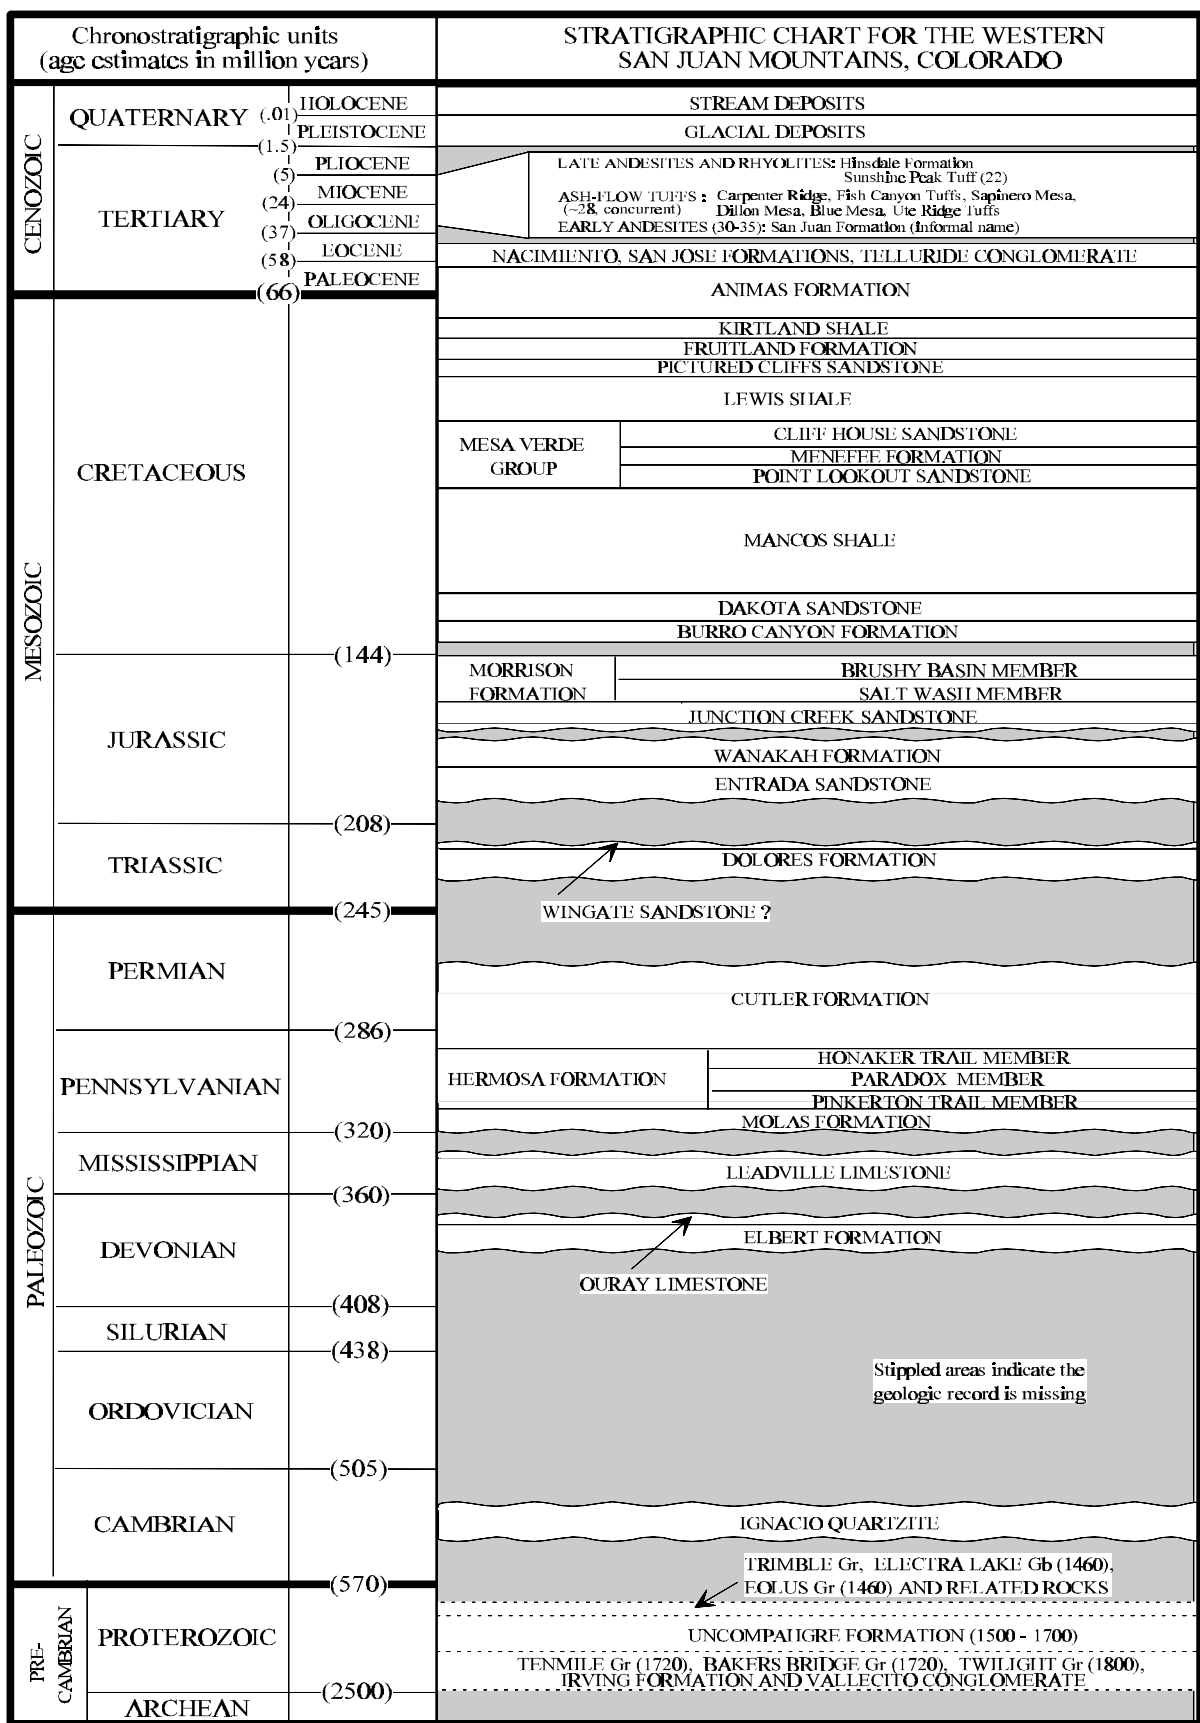 Chronostratigraphic units
(age estimates in million years)
STRATIGRAPHIC CHART FOR THE WESTERN
SAN JUAN MOUNTAINS, COLORADO
CENOZOIC
QUATERNARY
(.01)
HOLOCENE
PLEISTOCENE
(1.5)
TERTIARY
PLIOCENE
(5)
MIOCENE
(24)
OLIGOCENE
(37)
EOCENE
(58)
PALEOCENE
(66)
STREAM DEPOSITS
GLACIAL DEPOSITS
LATE ANDESITES AND RHYOLITES: Hinsdale Formation
Sunshine Peak Tuff (22)
ASH-FLOW TUFFS : Carpenter Ridge, Fish Canyon Tuffs, Sapinero Mesa,
(~28, concurrent) Dillon Mesa, Blue Mesa, Ute Ridge Tuffs
EARLY ANDESITES (30-35): San Juan Formation (informal name)
NACIMIENTO, SAN JOSE FORMATIONS, TELLURIDE CONGLOMERATE
ANIMAS FORMATION
MESOZOIC
CRETACEOUS
KIRTLAND SHALE
FRUITLAND FORMATION
PICTURED CLIFFS SANDSTONE
LEWIS SHALE
MESA VERDE
GROUP
CLIFF HOUSE SANDSTONE
MENEFEE FORMATION
POINT LOOKOUT SANDSTONE
MANCOS SHALE
DAKOTA SANDSTONE
BURRO CANYON FORMATION
(144)
JURASSIC
MORRISON
FORMATION
BRUSHY BASIN MEMBER
SALT WASH MEMBER
JUNCTION CREEK SANDSTONE
WANAKAH FORMATION
ENTRADA SANDSTONE
(208)
TRIASSIC
DOLORES FORMATION
WINGATE SANDSTONE ?
(245)
PALEOZOIC
PERMIAN
CUTLER FORMATION
(286)
PENNSYLVANIAN
HERMOSA FORMATION
HONAKER TRAIL MEMBER
PARADOX MEMBER
PINKERTON TRAIL MEMBER
MOLAS FORMATION
(320)
MISSISSIPPIAN
LEADVILLE LIMESTONE
(360)
DEVONIAN
ELBERT FORMATION
OURAY LIMESTONE
(408)
SILURIAN
(438)
ORDOVICIAN
Stippled areas indicate the
geologic record is missing
(505)
CAMBRIAN
IGNACIO QUARTZITE
TRIMBLE Gr, ELECTRA LAKE Gb (1460),
EOLUS Gr (1460) AND RELATED ROCKS
(570)
PRE-
CAMBRIAN
PROTEROZOIC
UNCOMPAHGRE FORMATION (1500 - 1700)
TENMILE Gr (1720), BAKERS BRIDGE Gr (1720), TWILIGHT Gr (1800),
IRVING FORMATION AND VALLECITO CONGLOMERATE
(2500)
ARCHEAN